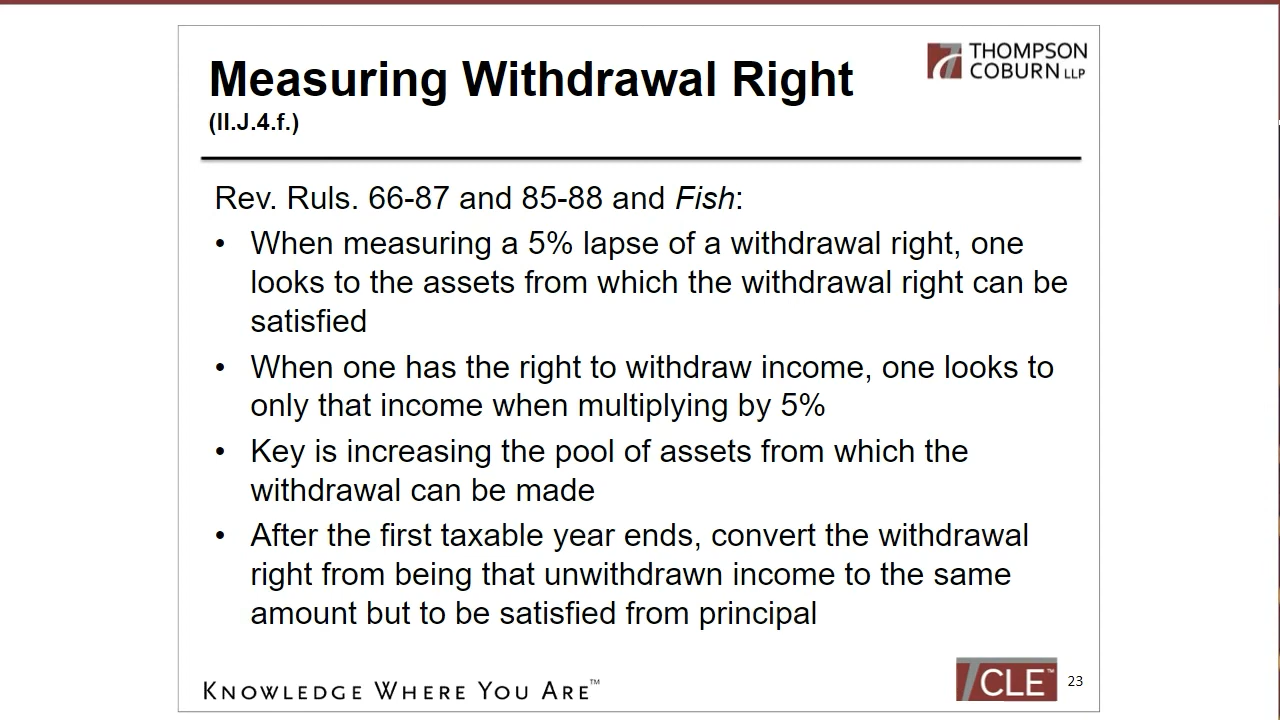 Measuring Withdrawal Right
THOMPSON
COBURN LLP
(II.J.4.f.)
Rev. Ruls. 66-87 and 85-88 and Fish:
• When measuring a 5% lapse of a withdrawal right, one
looks to the assets from which the withdrawal right can be
satisfied
• When one has the right to withdraw income, one looks to
only that income when multiplying by 5%
• Key is increasing the pool of assets from which the
withdrawal can be made
• After the first taxable year ends, convert the withdrawal
right from being that unwithdrawn income to the same
amount but to be satisfied from principal
KNOWLEDGE WHERE YOU ARE™
TCLE™
23